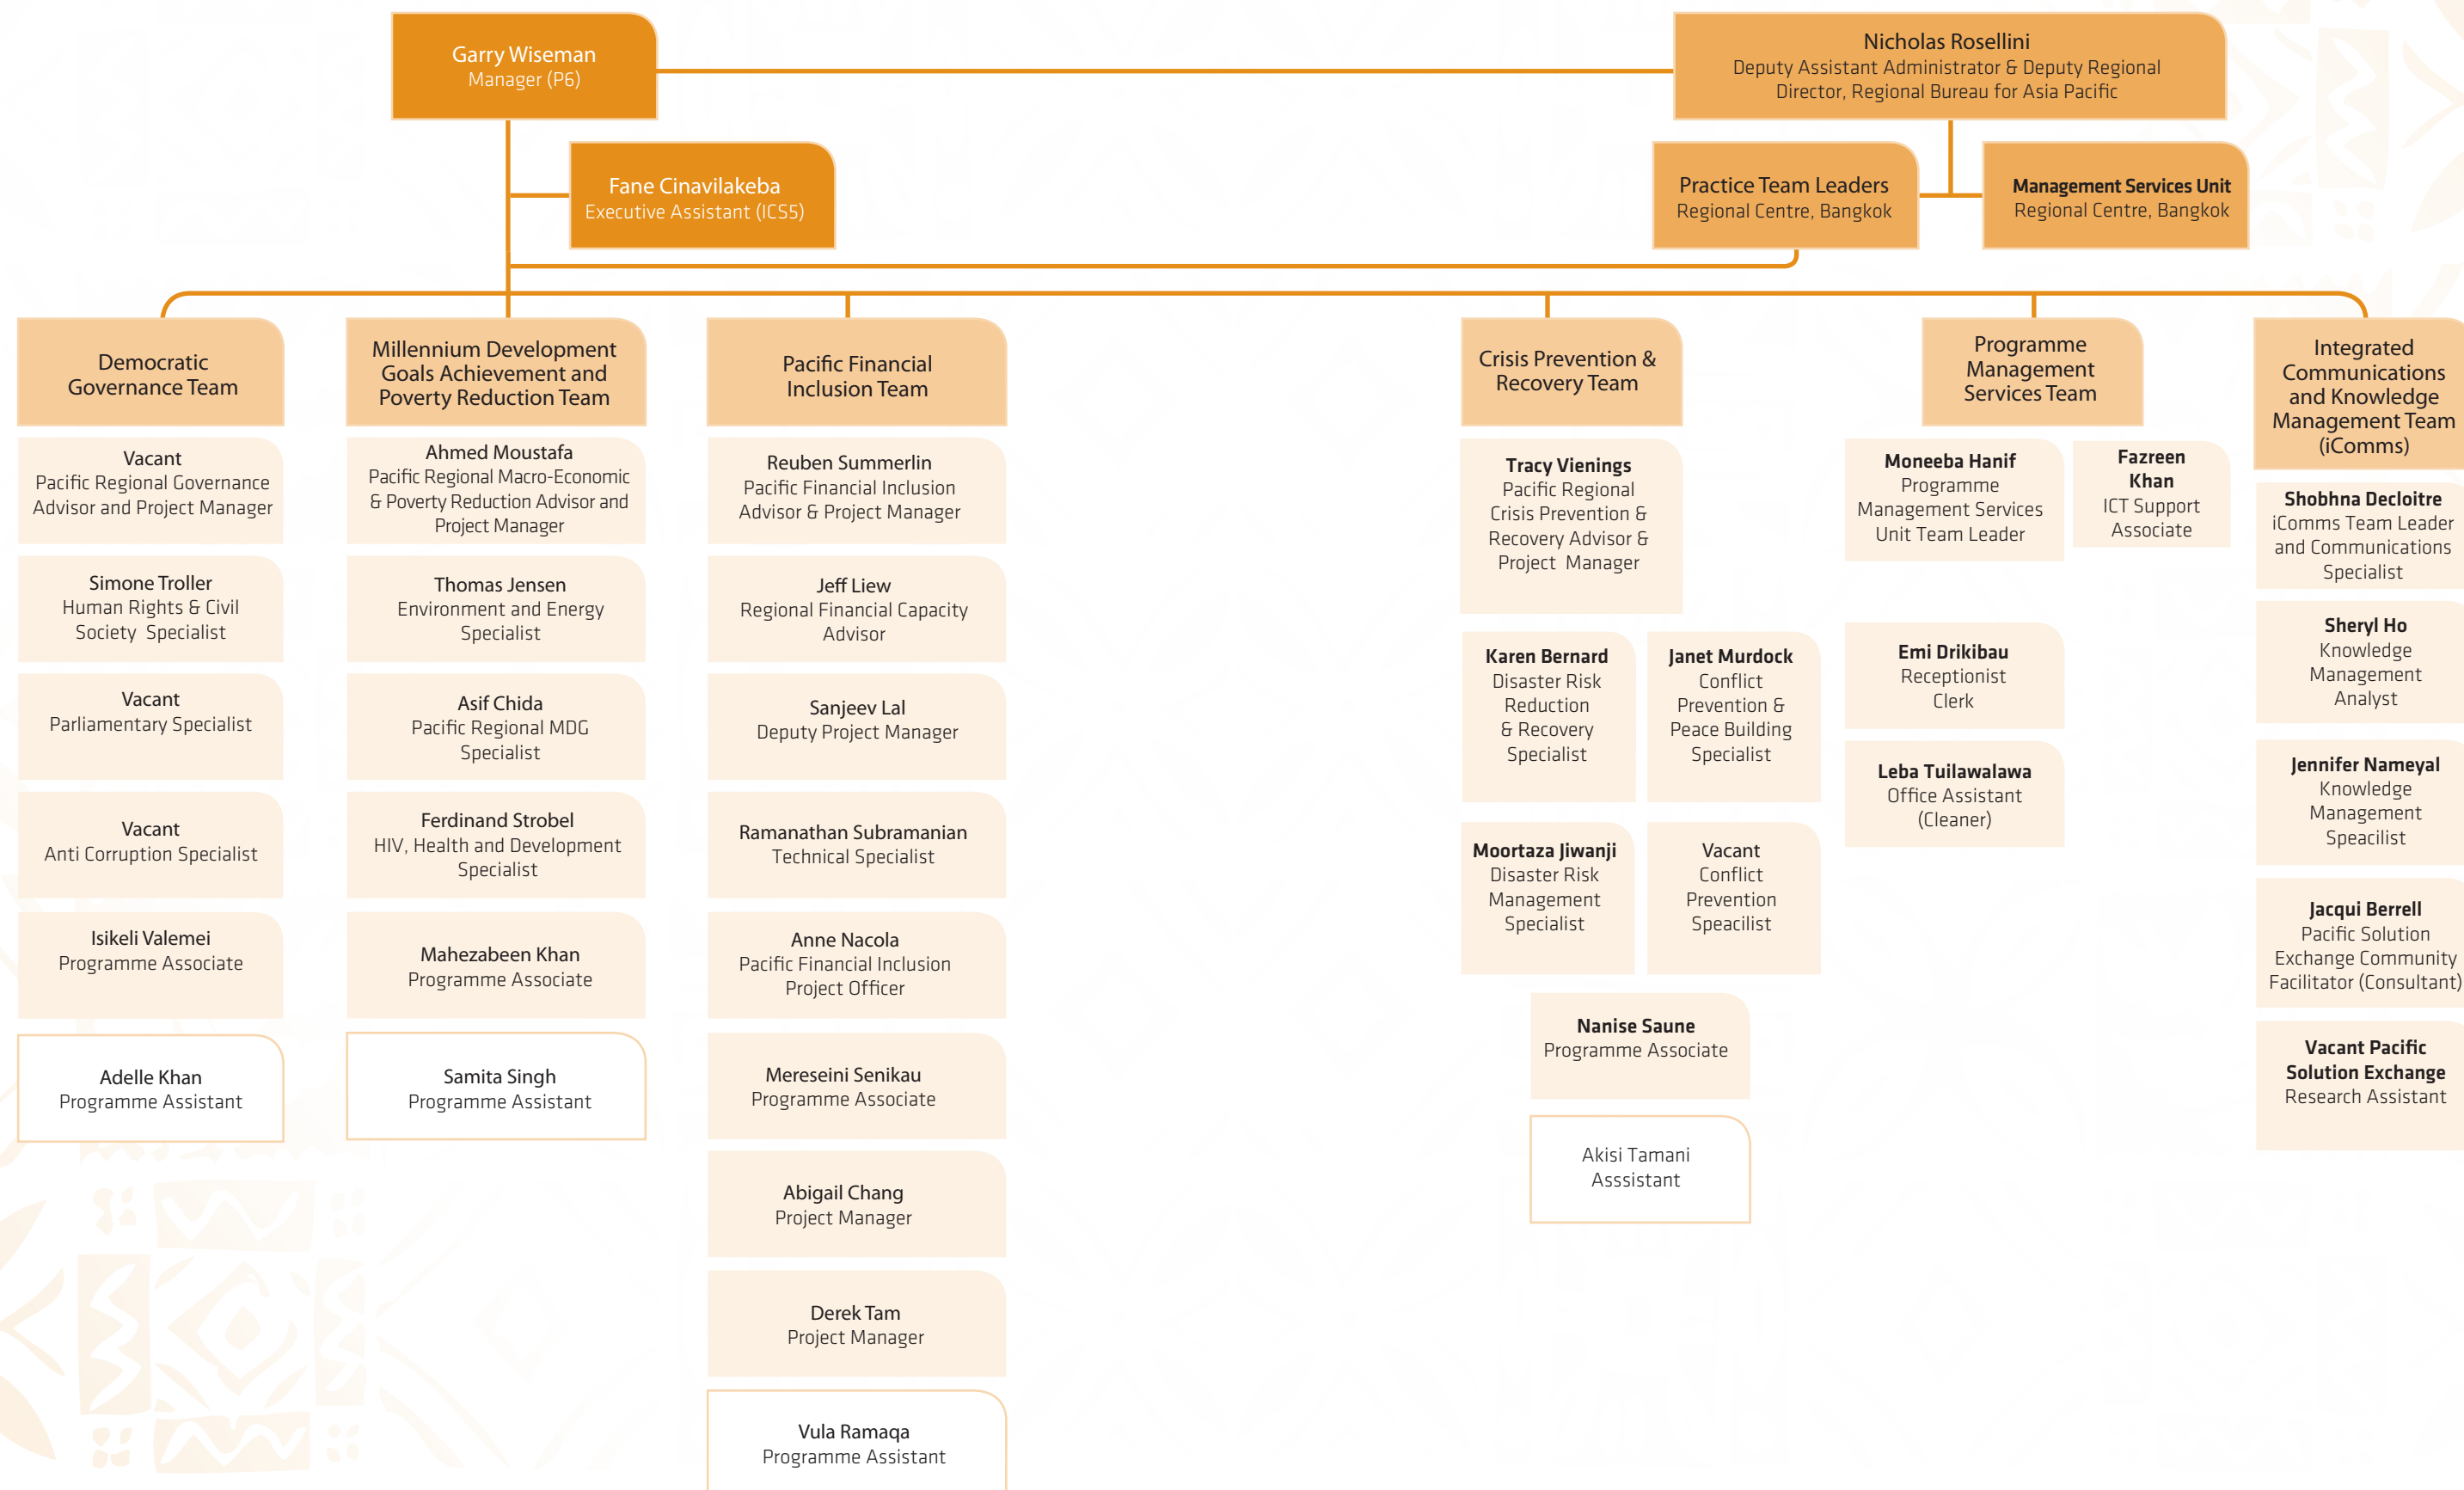 Garry Wiseman
Manager (P6)
Nicholas Rosellini
Deputy Assistant Administrator & Deputy Regional
Director, Regional Bureau for Asia Pacific
Fane Cinavilakeba
Executive Assistant (ICS5)
Practice Team Leaders
Regional Centre, Bangkok
Management Services Unit
Regional Centre, Bangkok
Democratic
Governance Team
Vacant
Pacific Regional Governance
Advisor and Project Manager
Simone Troller
Human Rights & Civil
Society Specialist
Vacant
Parliamentary Specialist
Vacant
Anti Corruption Specialist
Isikeli Valemei
Programme Associate
Adelle Khan
Programme Assistant
Millennium Development
Goals Achievement and
Poverty Reduction Team
Ahmed Moustafa
Pacific Regional Macro-Economic
& Poverty Reduction Advisor and
Project Manager
Thomas Jensen
Environment and Energy
Specialist
Asif Chida
Pacific Regional MDG
Specialist
Ferdinand Strobel
HIV, Health and Development
Specialist
Mahezabeen Khan
Programme Associate
Samita Singh
Programme Assistant
Pacific Financial
Inclusion Team
Reuben Summerlin
Pacific Financial Inclusion
Advisor & Project Manager
Jeff Liew
Regional Financial Capacity
Advisor
Sanjeev Lal
Deputy Project Manager
Ramanathan Subramanian
Technical Specialist
Anne Nacola
Pacific Financial Inclusion
Project Officer
Mereseini Senikau
Programme Associate
Abigail Chang
Project Manager
Derek Tam
Project Manager
Vula Ramaqa
Programme Assistant
Crisis Prevention &
Recovery Team
Tracy Vienings
Pacific Regional
Crisis Prevention &
Recovery Advisor &
Project Manager
Karen Bernard
Disaster Risk
Reduction
& Recovery
Specialist
Janet Murdock
Conflict
Prevention &
Peace Building
Specialist
Moortaza Jiwanji
Disaster Risk
Management
Specialist
Vacant
Conflict
Prevention
Speacilist
Nanise Saune
Programme Associate
Akisi Tamani
Asssistant
Programme
Management
Services Team
Moneeba Hanif
Programme
Management Services
Unit Team Leader
Fazreen
Khan
ICT Support
Associate
Emi Drikibau
Receptionist
Clerk
Leba Tuilawalawa
Office Assistant
(Cleaner)
Integrated
Communications
and Knowledge
Management Team
(iComms)
Shobhna Decloitre
iComms Team Leader
and Communications
Specialist
Sheryl Ho
Knowledge
Management
Analyst
Jennifer Nameyal
Knowledge
Management
Speacilist
Jacqui Berrell
Pacific Solution
Exchange Community
Facilitator (Consultant)
Vacant Pacific
Solution Exchange
Research Assistant